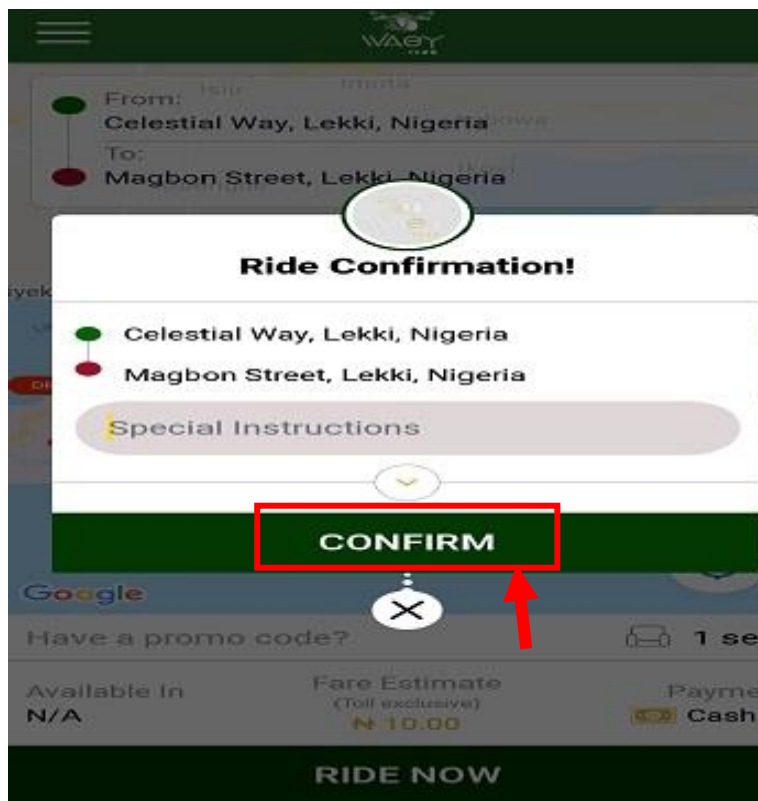 From:
Celestial Way, Lekki, Nigeria
To:
Magbon Street, Lekki, Nigeria
Ride Confirmation!
Celestial Way, Lekki, Nigeria
Magbon Street, Lekki, Nigeria
Special Instructions
CONFIRM
Google
Have a promo code?
1 se
Available In
N/A
Fare Estimate
(Toll exclusive)
₦ 10.00
Payme
Cash
RIDE NOW